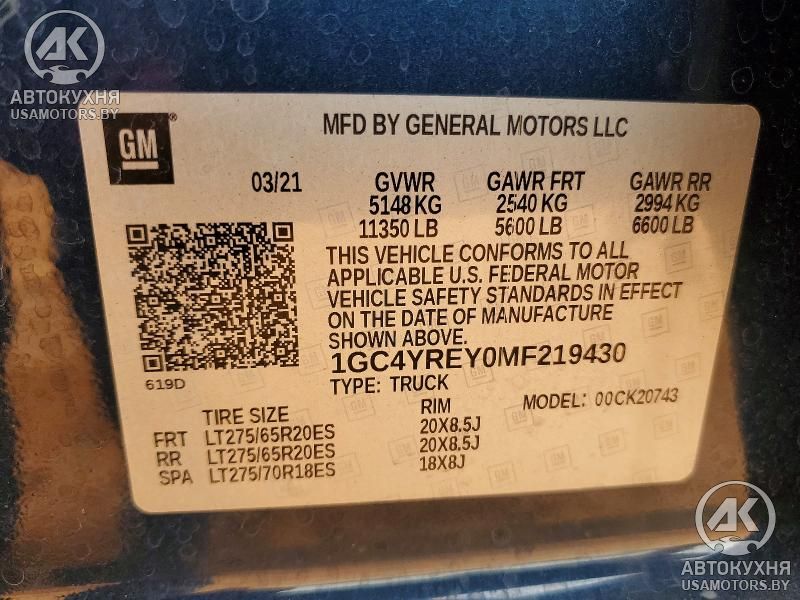 AK
АВТОКУХНЯ
USAMOTORS.BY
GM
MFD BY GENERAL MOTORS LLC
03/21 GVWR GAWR FRT GAWR RR
5148 KG 2540 KG 2994 KG
11350 LB 5600 LB 6600 LB
THIS VEHICLE CONFORMS TO ALL
APPLICABLE U.S. FEDERAL MOTOR
VEHICLE SAFETY STANDARDS IN EFFECT
ON THE DATE OF MANUFACTURE
SHOWN ABOVE.
1GC4YREY0MF219430
619D
TYPE: TRUCK
MODEL: 00CK20743
TIRE SIZE RIM
FRT LT275/65R20ES 20X8.5J
RR LT275/65R20ES 20X8.5J
SPA LT275/70R18ES 18X8J
AK
АВТОКУХНЯ
USAMOTORS.BY